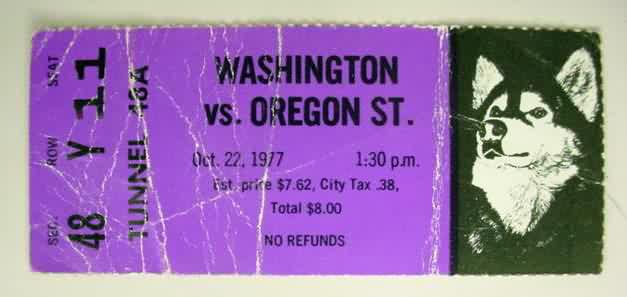 SEC. 48 ROW Y SEAT 11
TUNNEL 48A
WASHINGTON
vs. OREGON ST.
Oct. 22, 1977 1:30 p.m.
Est. price $7.62, City Tax .38,
Total $8.00
NO REFUNDS